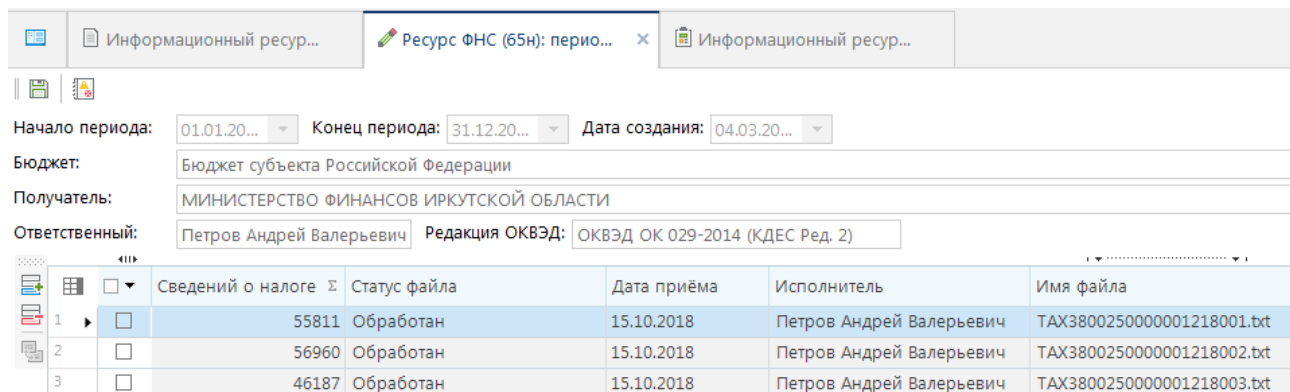 Информационный ресур... Ресурс ФНС (65н): перио... Информационный ресур...
Начало периода: 01.01.20... Конец периода: 31.12.20... Дата создания: 04.03.20...
Бюджет: Бюджет субъекта Российской Федерации
Получатель: МИНИСТЕРСТВО ФИНАНСОВ ИРКУТСКОЙ ОБЛАСТИ
Ответственный: Петров Андрей Валерьевич Редакция ОКВЭД: ОКВЭД ОК 029-2014 (КДЕС Ред. 2)
Сведений о налоге Σ Статус файла Дата приёма Исполнитель Имя файла
1 55811 Обработан 15.10.2018 Петров Андрей Валерьевич TAX3800250000001218001.txt
2 56960 Обработан 15.10.2018 Петров Андрей Валерьевич TAX3800250000001218002.txt
3 46187 Обработан 15.10.2018 Петров Андрей Валерьевич TAX3800250000001218003.txt